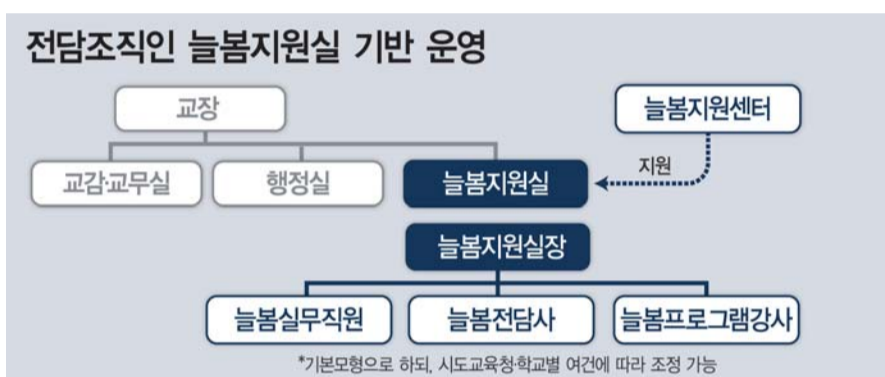 전담조직인 늘봄지원실 기반 운영
교장
늘봄지원센터
지원
교감·교무실
행정실
늘봄지원실
늘봄지원실장
늘봄실무직원
늘봄전담사
늘봄프로그램강사
*기본모형으로 하되, 시도교육청·학교별 여건에 따라 조정 가능